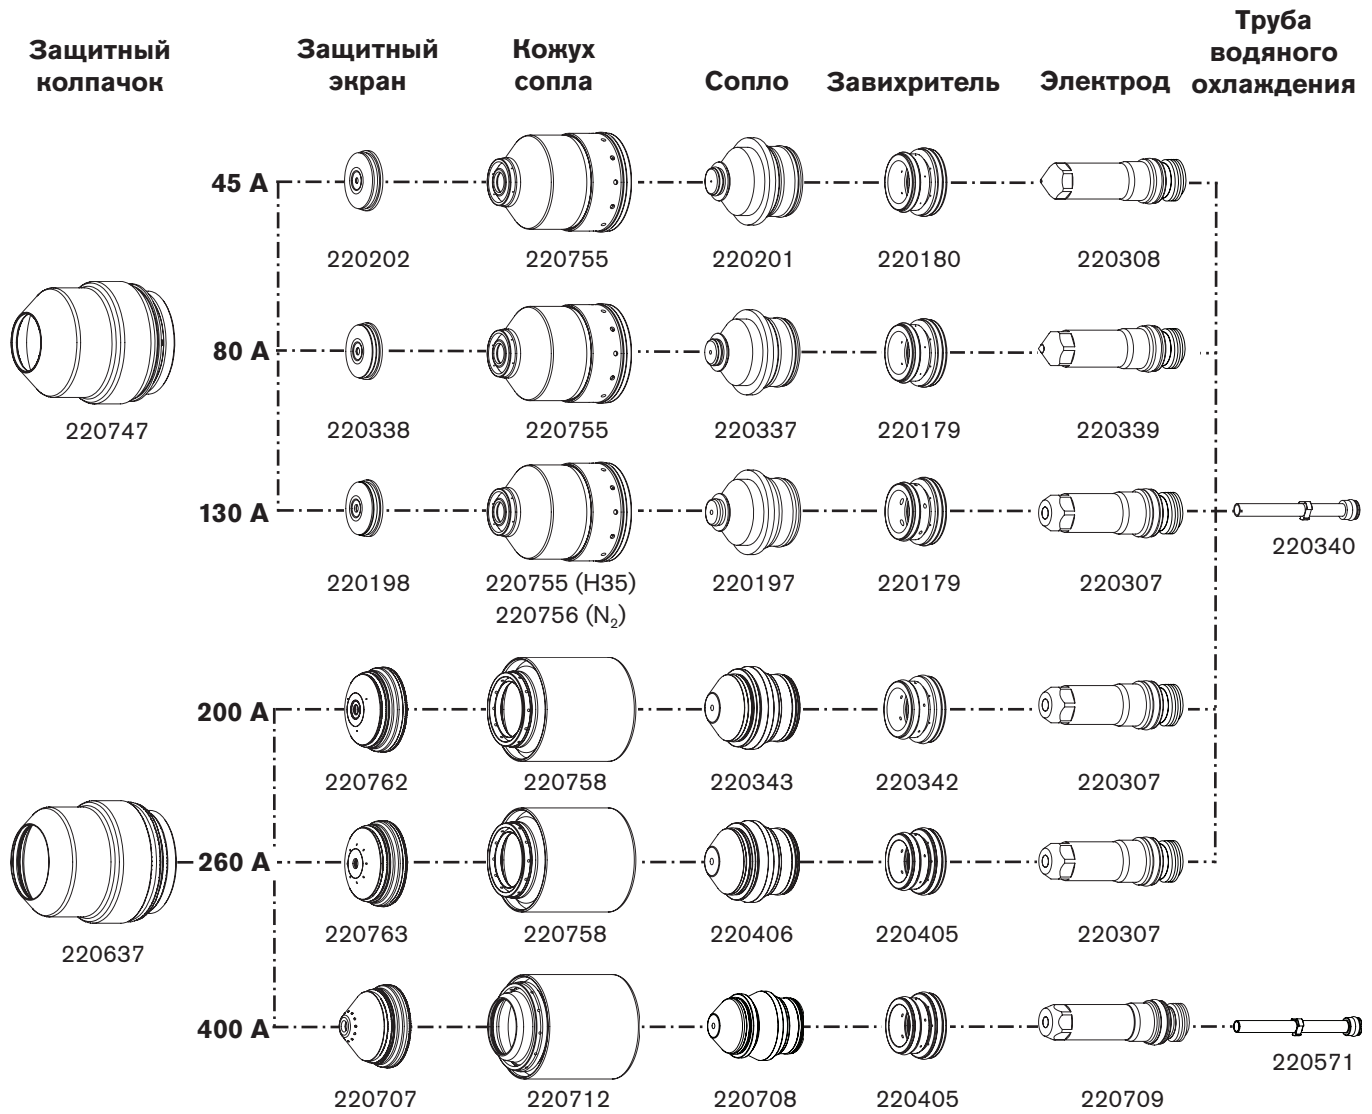 Защитный
колпачок
Защитный
экран
Кожух
сопла
Сопло
Завихритель
Электрод
Труба
водяного
охлаждения
45 A
220202
220755
220201
220180
220308
80 A
220747
220338
220755
220337
220179
220339
130 A
220340
220198
220755 (H35)
220756 (N₂)
220197
220179
220307
200 A
220762
220758
220343
220342
220307
260 A
220637
220763
220758
220406
220405
220307
400 A
220571
220707
220712
220708
220405
220709